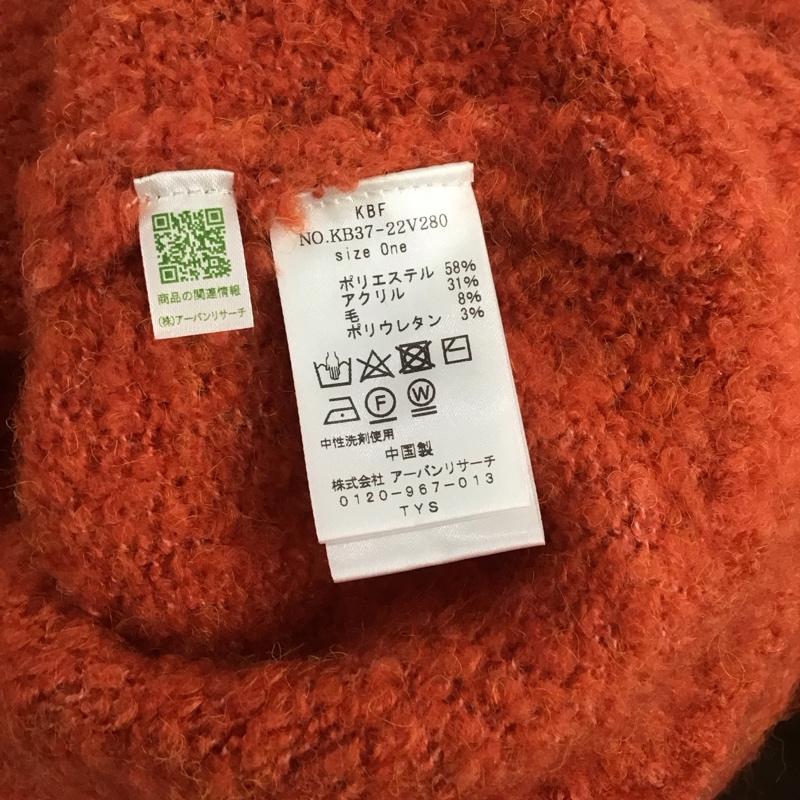 商品の関連情報
(株)アーバンリサーチ
KBF
NO.KB37-22V280
size One
ポリエステル 58%
アクリル 31%
毛 8%
ポリウレタン 3%
F
W
中性洗剤使用
中国製
株式会社 アーバンリサーチ
0120-967-013
TYS